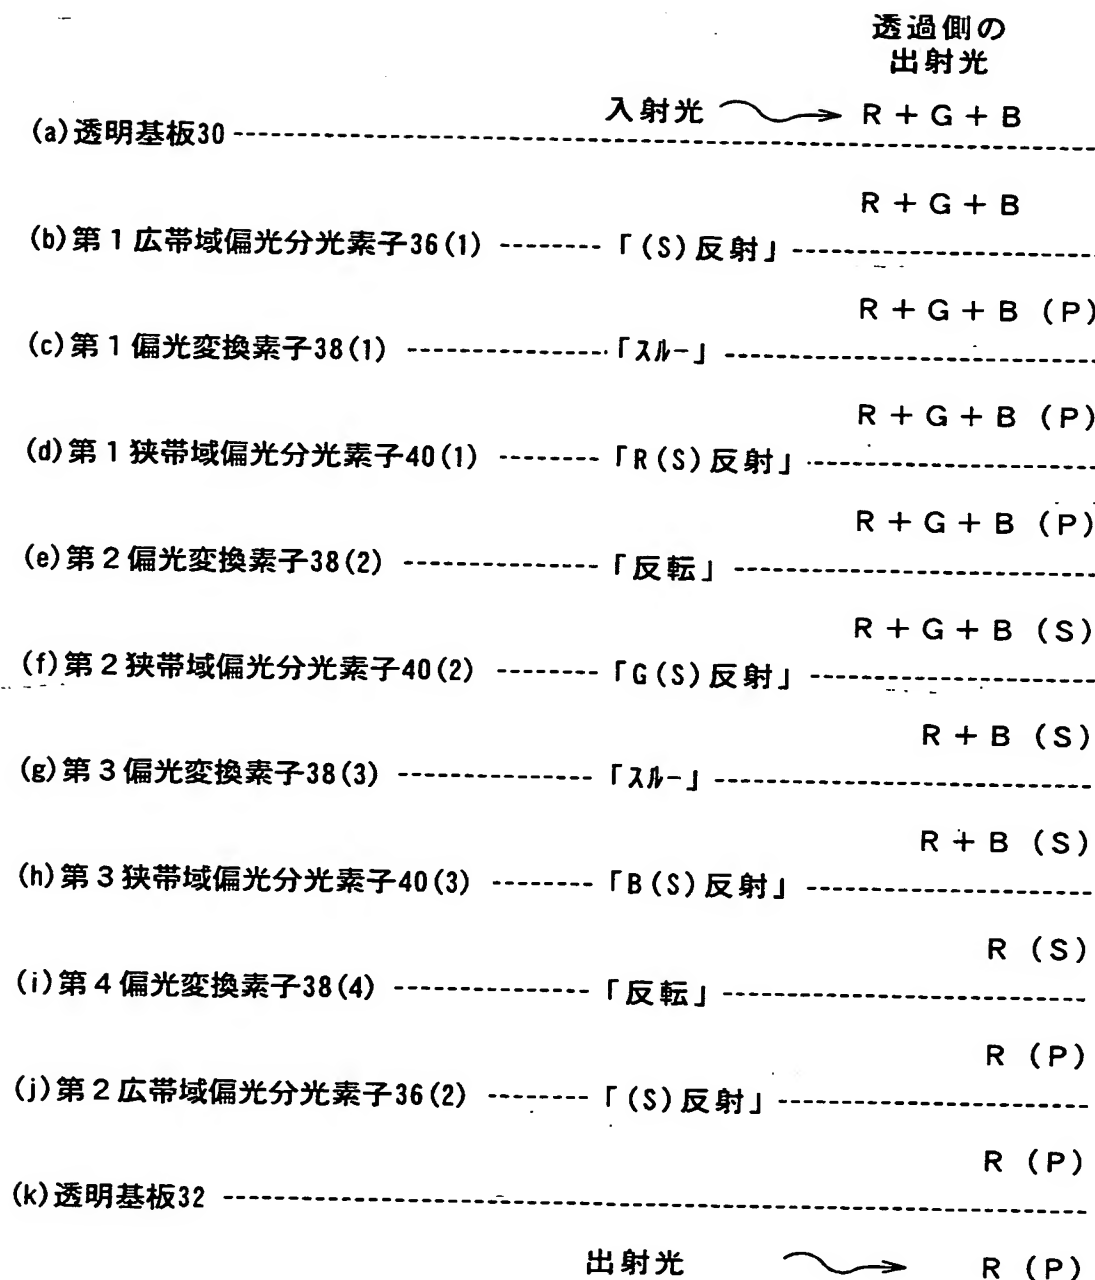 透過側の
出射光
入射光 R+G+B
(a)透明基板30
R+G+B
(b)第1広帯域偏光分光素子36(1) 「(S)反射」
R+G+B (P)
(c)第1偏光変換素子38(1) 「スルー」
R+G+B (P)
(d)第1狭帯域偏光分光素子40(1) 「R(S)反射」
R+G+B (P)
(e)第2偏光変換素子38(2) 「反転」
R+G+B (S)
(f)第2狭帯域偏光分光素子40(2) 「G(S)反射」
R+B (S)
(g)第3偏光変換素子38(3) 「スルー」
R+B (S)
(h)第3狭帯域偏光分光素子40(3) 「B(S)反射」
R (S)
(i)第4偏光変換素子38(4) 「反転」
R (P)
(j)第2広帯域偏光分光素子36(2) 「(S)反射」
R (P)
(k)透明基板32
出射光 R (P)